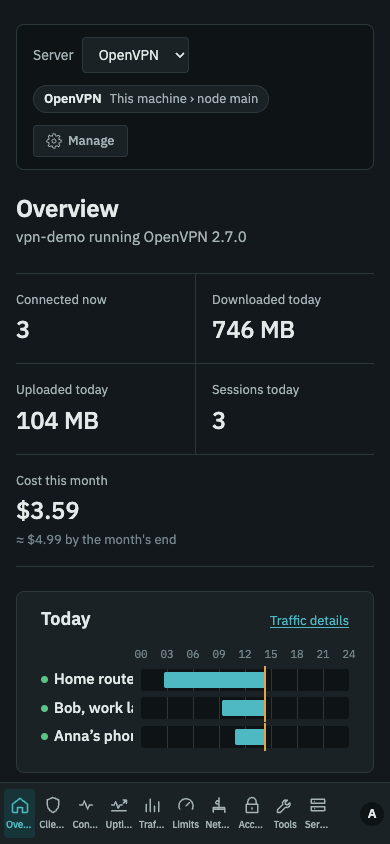 Server OpenVPN
OpenVPN This machine › node main
Manage
Overview
vpn-demo running OpenVPN 2.7.0
Connected now
3
Downloaded today
746 MB
Uploaded today
104 MB
Sessions today
3
Cost this month
$3.59
≈ $4.99 by the month's end
Today Traffic details
00 03 06 09 12 15 18 21 24
Home route
Bob, work la
Anna’s phon
Ove... Clie... Con... Upti... Traf... Limits Net... Acc... Tools Ser... A